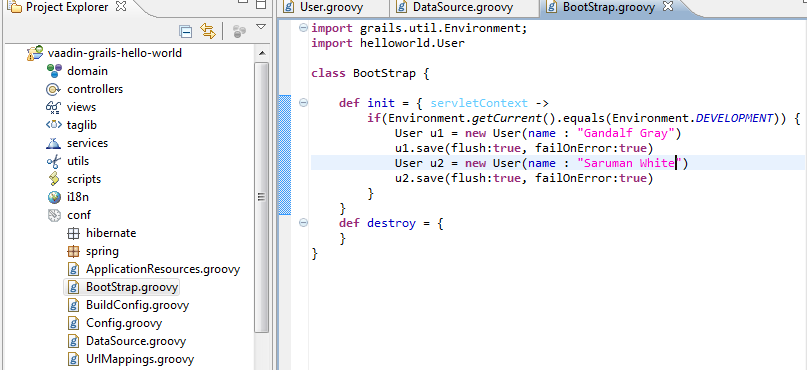 Project Explorer
vaadin-grails-hello-world
domain
controllers
views
taglib
services
utils
scripts
i18n
conf
hibernate
spring
ApplicationResources.groovy
BootStrap.groovy
BuildConfig.groovy
Config.groovy
DataSource.groovy
UrlMappings.groovy
User.groovy
DataSource.groovy
BootStrap.groovy
import grails.util.Environment;
import helloworld.User
class BootStrap {
def init = { servletContext ->
if(Environment.getCurrent().equals(Environment.DEVELOPMENT)) {
User u1 = new User(name : "Gandalf Gray")
u1.save(flush:true, failOnError:true)
User u2 = new User(name : "Saruman White")
u2.save(flush:true, failOnError:true)
}
}
def destroy = {
}
}